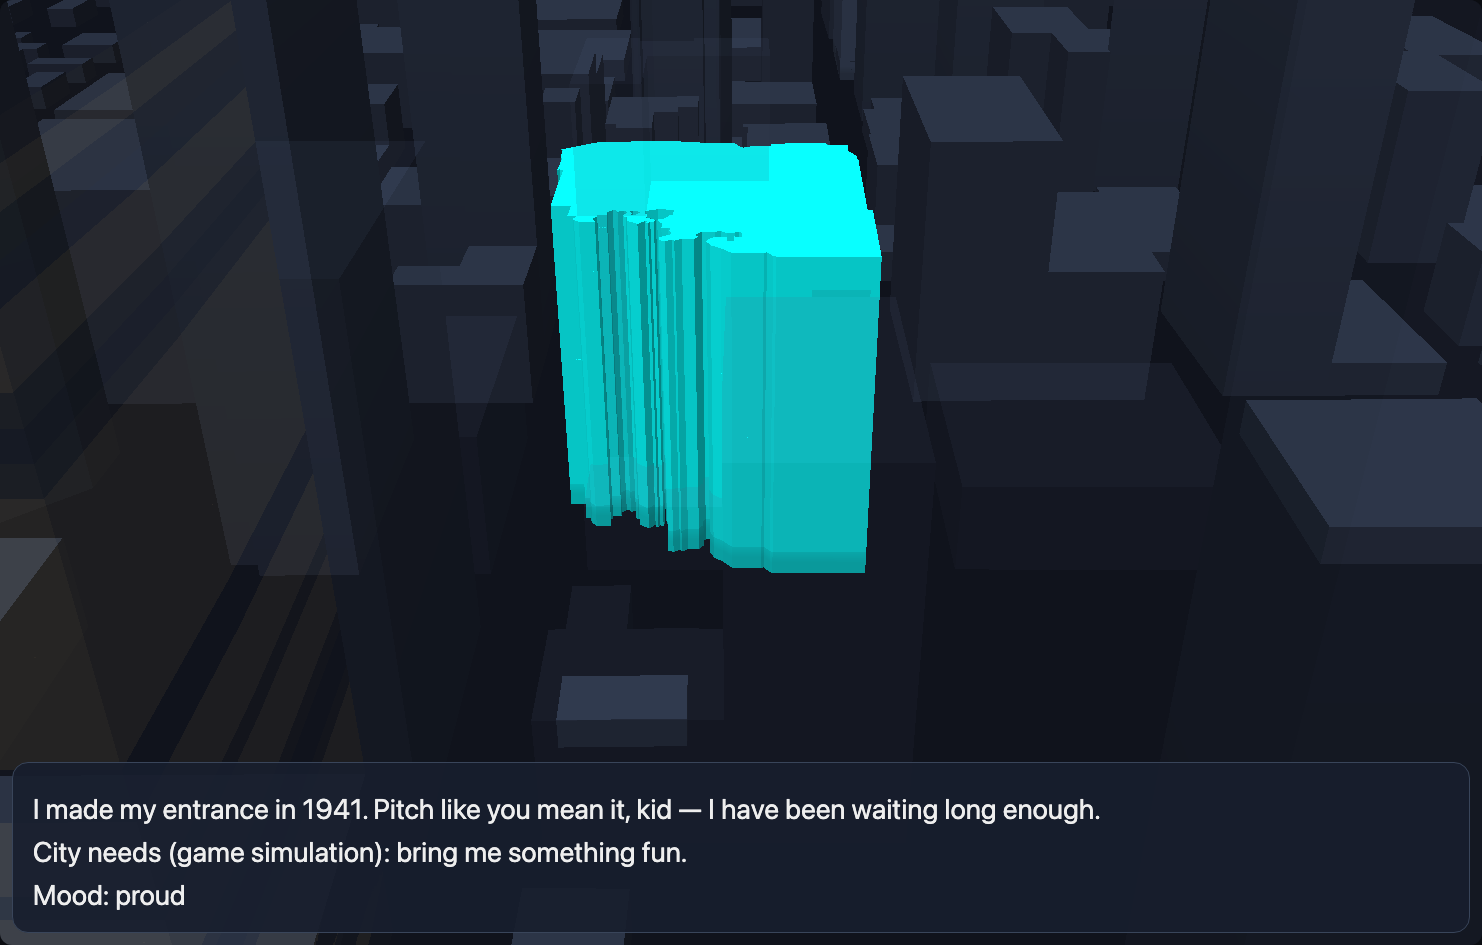 I made my entrance in 1941. Pitch like you mean it, kid — I have been waiting long enough.
City needs (game simulation): bring me something fun.
Mood: proud